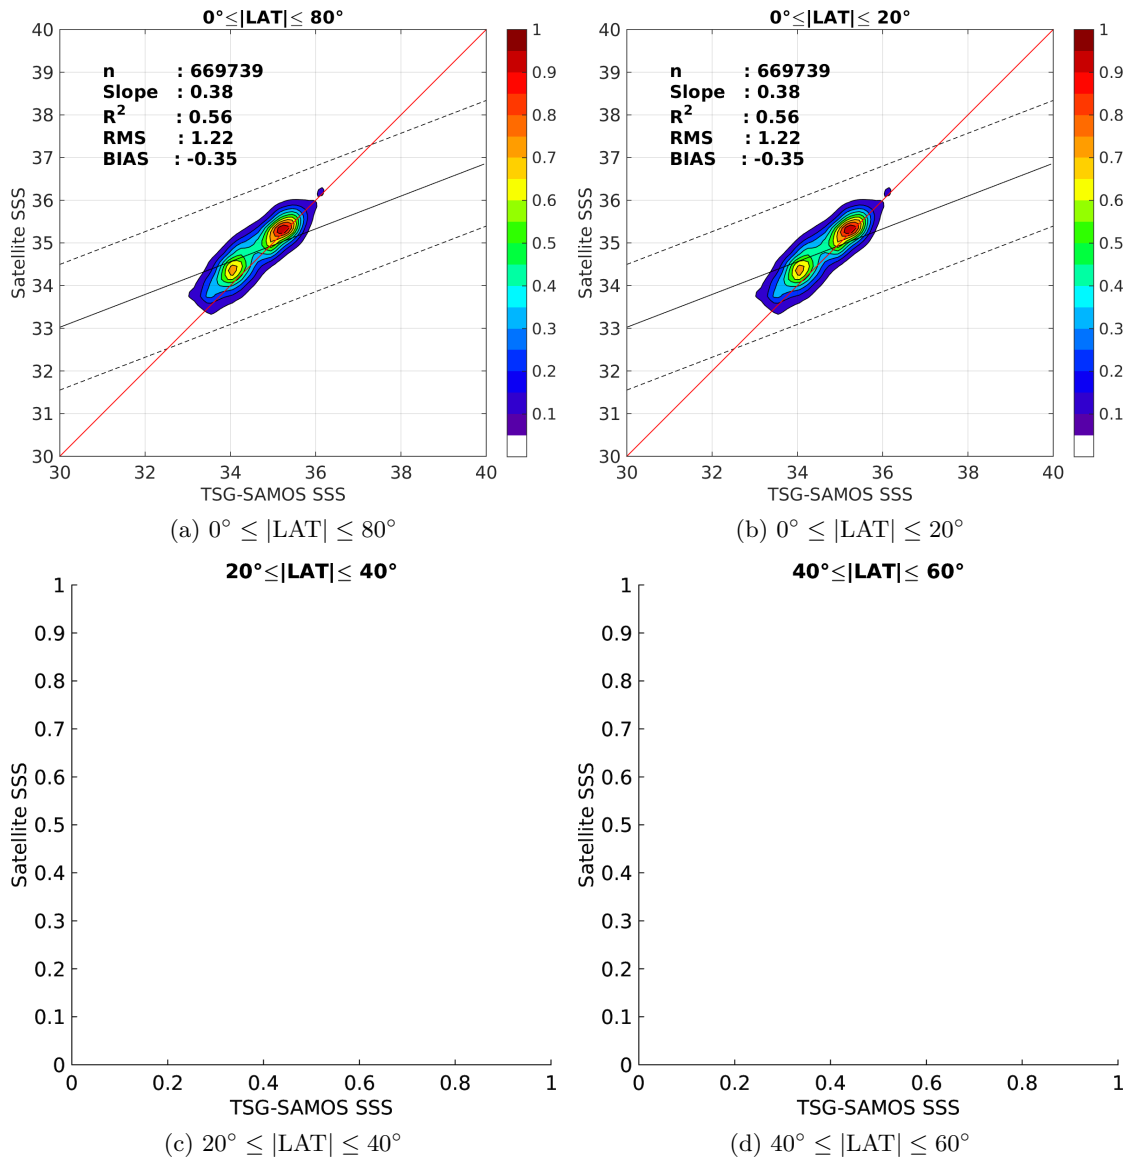 0°≤|LAT|≤ 80°
40
39
38
37
36
35
34
33
32
31
30
n : 669739
Slope : 0.38
R² : 0.56
RMS : 1.22
BIAS : -0.35
Satellite SSS
30 32 34 36 38 40
TSG-SAMOS SSS
1
0.9
0.8
0.7
0.6
0.5
0.4
0.3
0.2
0.1
(a) 0° ≤ |LAT| ≤ 80°
0°≤|LAT|≤ 20°
40
39
38
37
36
35
34
33
32
31
30
n : 669739
Slope : 0.38
R² : 0.56
RMS : 1.22
BIAS : -0.35
Satellite SSS
30 32 34 36 38 40
TSG-SAMOS SSS
1
0.9
0.8
0.7
0.6
0.5
0.4
0.3
0.2
0.1
(b) 0° ≤ |LAT| ≤ 20°
20°≤|LAT|≤ 40°
1
0.9
0.8
0.7
0.6
0.5
0.4
0.3
0.2
0.1
0
Satellite SSS
0 0.2 0.4 0.6 0.8 1
TSG-SAMOS SSS
(c) 20° ≤ |LAT| ≤ 40°
40°≤|LAT|≤ 60°
1
0.9
0.8
0.7
0.6
0.5
0.4
0.3
0.2
0.1
0
Satellite SSS
0 0.2 0.4 0.6 0.8 1
TSG-SAMOS SSS
(d) 40° ≤ |LAT| ≤ 60°